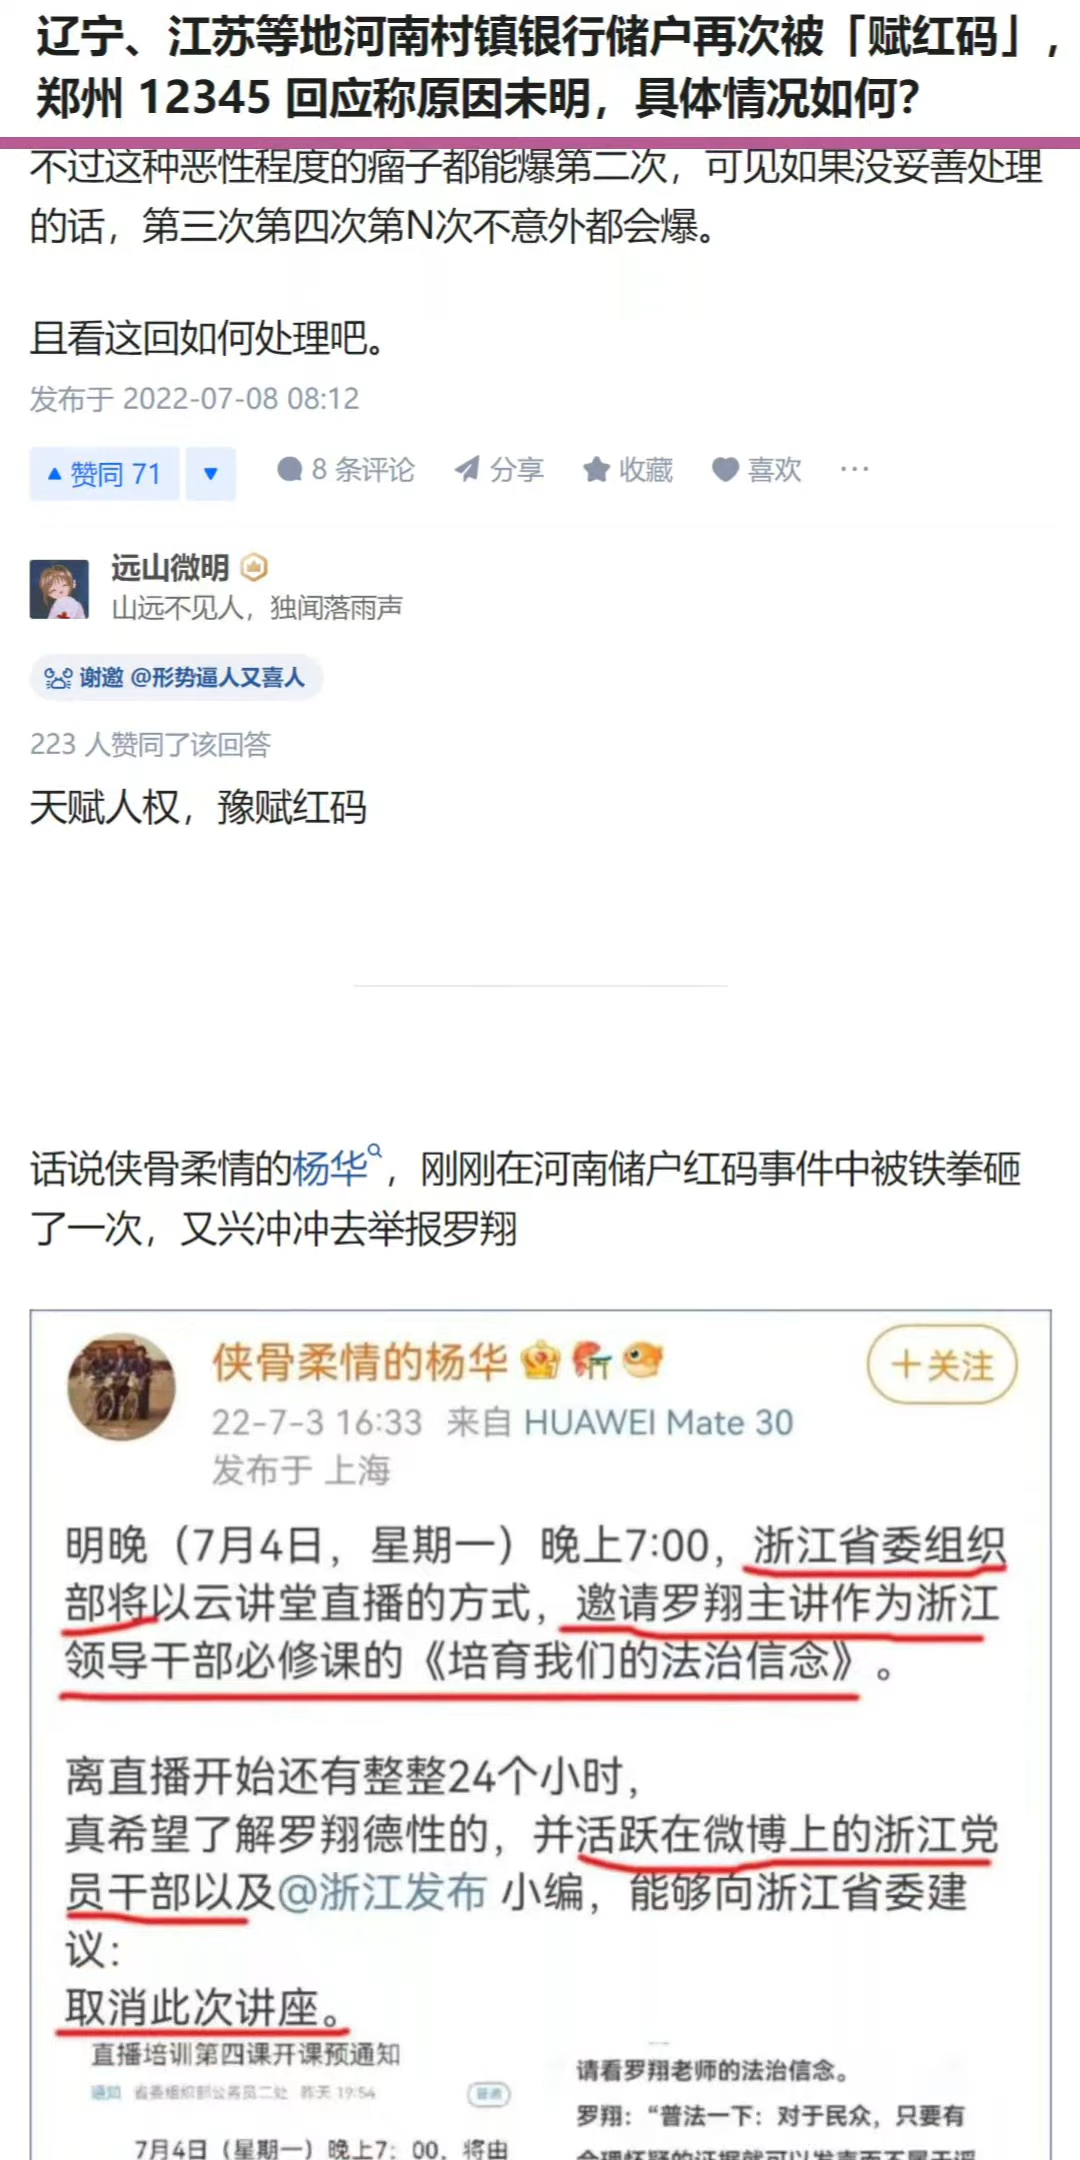 辽宁、江苏等地河南村镇银行储户再次被「赋红码」，
郑州 12345 回应称原因未明，具体情况如何？
不过这种恶性程度的瘤子都能爆第二次，可见如果没妥善处理
的话，第三次第四次第N次不意外都会爆。
且看这回如何处理吧。
发布于 2022-07-08 08:12
赞同 71
8 条评论
分享
收藏
喜欢
远山微明
山远不见人，独闻落雨声
谢邀 @形势逼人又喜人
223 人赞同了该回答
天赋人权，豫赋红码
话说侠骨柔情的杨华，刚刚在河南储户红码事件中被铁拳砸
了一次，又兴冲冲去举报罗翔
侠骨柔情的杨华
＋关注
22-7-3 16:33 来自 HUAWEI Mate 30
发布于 上海
明晚（7月4日，星期一）晚上7:00，浙江省委组织
部将以云讲堂直播的方式，邀请罗翔主讲作为浙江
领导干部必修课的《培育我们的法治信念》。
离直播开始还有整整24个小时，
真希望了解罗翔德性的，并活跃在微博上的浙江党
员干部以及@浙江发布 小编，能够向浙江省委建
议：
取消此次讲座。
直播培训第四课开课预通知
通知 省委组织部公务员二处 昨天 19:54
普通
7月4日（星期一）晚上7：00，将由
请看罗翔老师的法治信念。
罗翔：“普法一下：对于民众，只要有